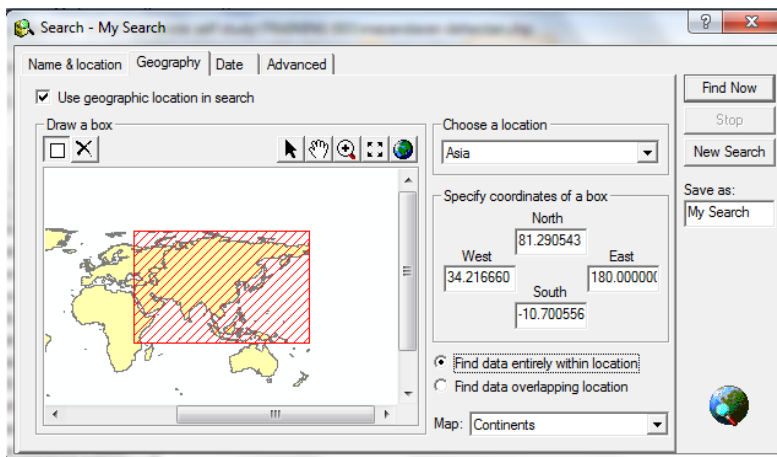 Search - My Search
Name & location
Geography
Date
Advanced
Use geographic location in search
Draw a box
Choose a location
Asia
Specify coordinates of a box
North
81.290543
West
East
34.216660
180.000000
South
-10.700556
Find data entirely within location
Find data overlapping location
Map:
Continents
Find Now
Stop
New Search
Save as:
My Search